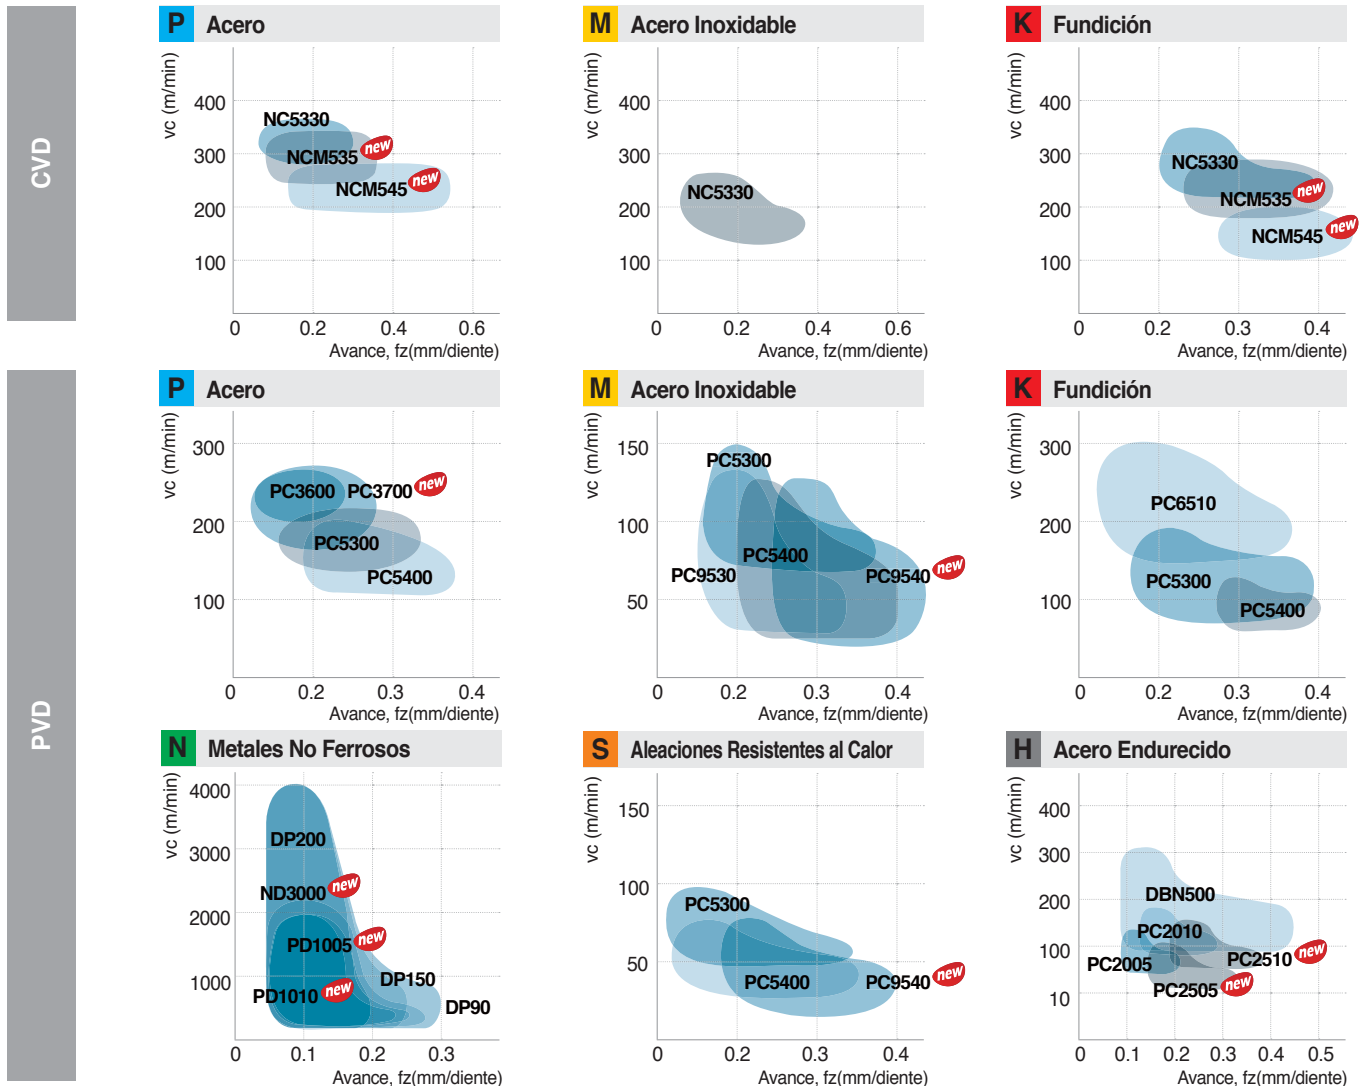 CVD
P Acero
vc (m/min)
400
300
200
100
NC5330
NCM535 new
NCM545 new
0 0.2 0.4 0.6
Avance, fz(mm/diente)
M Acero Inoxidable
vc (m/min)
400
300
200
100
NC5330
0 0.2 0.4 0.6
Avance, fz(mm/diente)
K Fundición
vc (m/min)
400
300
200
100
NC5330
NCM535 new
NCM545 new
0 0.2 0.3 0.4
Avance, fz(mm/diente)
PVD
P Acero
vc (m/min)
300
200
100
PC3600 PC3700 new
PC5300
PC5400
0 0.2 0.3 0.4
Avance, fz(mm/diente)
M Acero Inoxidable
vc (m/min)
150
100
50
PC5300
PC5400
PC9530 PC9540 new
0 0.2 0.3 0.4
Avance, fz(mm/diente)
K Fundición
vc (m/min)
300
200
100
PC6510
PC5300
PC5400
0 0.2 0.3 0.4
Avance, fz(mm/diente)
N Metales No Ferrosos
vc (m/min)
4000
3000
2000
1000
DP200
ND3000 new
PD1005 new
DP150
PD1010 new
DP90
0 0.1 0.2 0.3
Avance, fz(mm/diente)
S Aleaciones Resistentes al Calor
vc (m/min)
150
100
50
PC5300
PC5400 PC9540 new
0 0.2 0.3 0.4
Avance, fz(mm/diente)
H Acero Endurecido
vc (m/min)
400
300
200
100
10
DBN500
PC2010
PC2005 PC2510 new
PC2505 new
0 0.1 0.2 0.3 0.4 0.5
Avance, fz(mm/diente)